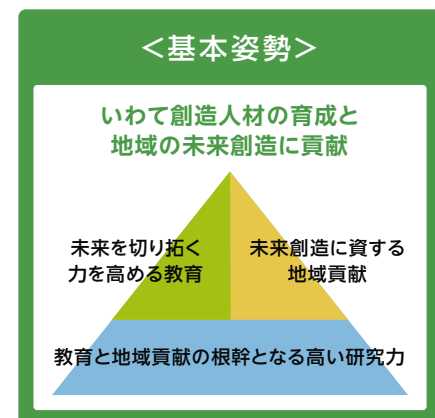 ＜基本姿勢＞
いわて創造人材の育成と
地域の未来創造に貢献
未来を切り拓く
力を高める教育
未来創造に資する
地域貢献
教育と地域貢献の根幹となる高い研究力